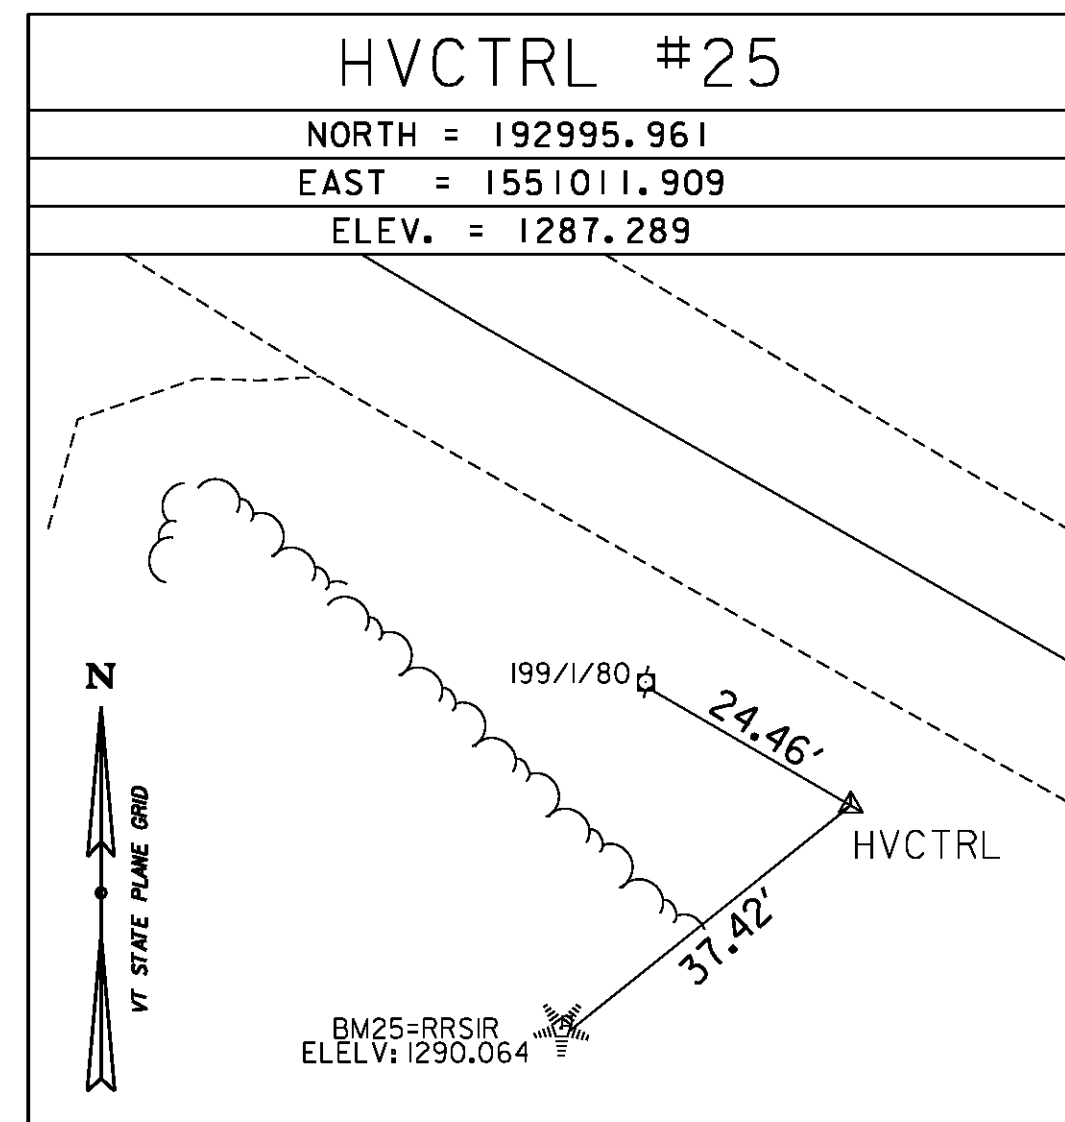 HVCTRL #25
NORTH = 192995.961
EAST = 1551011.909
ELEV. = 1287.289
199/1/80
24.46'
N
VT STATE PLANE GRID
HVCTRL
37.42'
BM25=RRSIR
ELELV: 1290.064